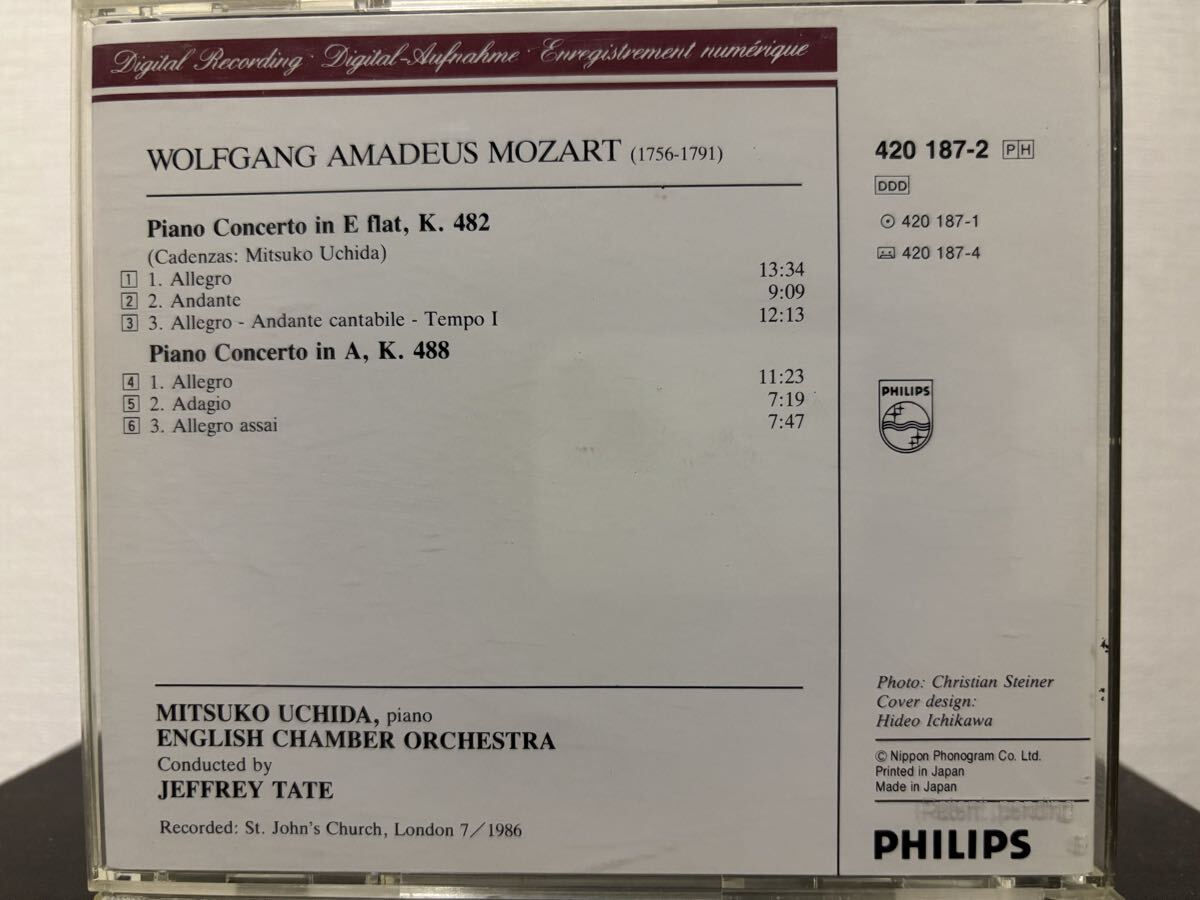 Digital Recording · Digital-Aufnahme · Enregistrement numérique
WOLFGANG AMADEUS MOZART (1756-1791)
Piano Concerto in E flat, K. 482
(Cadenzas: Mitsuko Uchida)
1 1. Allegro 13:34
2 2. Andante 9:09
3 3. Allegro - Andante cantabile - Tempo I 12:13
Piano Concerto in A, K. 488
4 1. Allegro 11:23
5 2. Adagio 7:19
6 3. Allegro assai 7:47
MITSUKO UCHIDA, piano
ENGLISH CHAMBER ORCHESTRA
Conducted by
JEFFREY TATE
Recorded: St. John's Church, London 7/1986
420 187-2 PH
DDD
420 187-1
420 187-4
PHILIPS
Photo: Christian Steiner
Cover design:
Hideo Ichikawa
© Nippon Phonogram Co. Ltd.
Printed in Japan
Made in Japan
Patent pending
PHILIPS